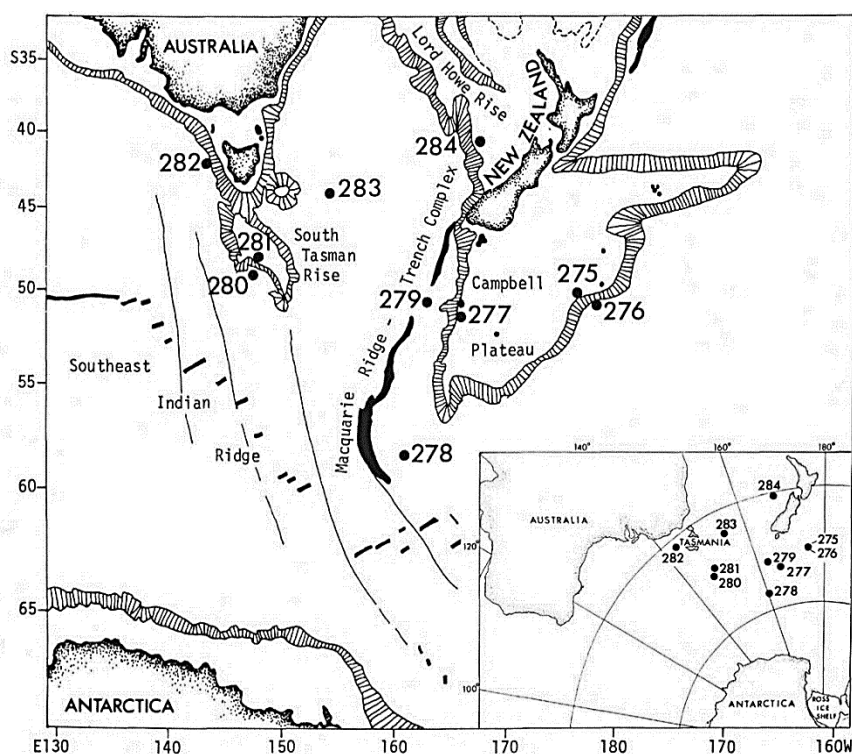 S35
40
45
50
55
60
65
E130
140
150
160
170
180
170
160W
AUSTRALIA
Lord Howe Rise
NEW ZEALAND
282
283
284
281
South
Tasman
Rise
280
Macquarie Ridge - Trench Complex
279
277
Campbell
Plateau
275
276
Southeast
Indian
Ridge
278
ANTARCTICA
140°
160°
180°
284
AUSTRALIA
283
TASMANIA
282
120°
275
276
279
277
281
280
278
100°
ANTARCTICA
ROSS
ICE
SHELF